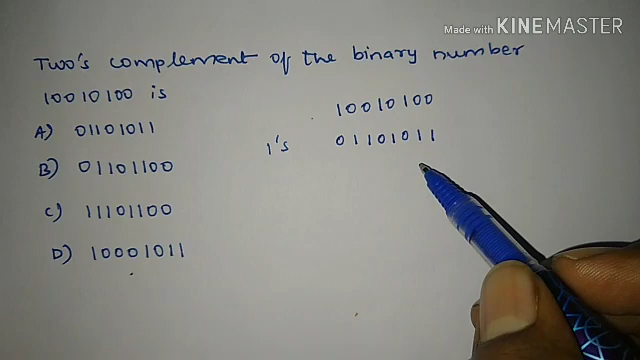 Made with KINEMASTER
Two's complement of the binary number
10010100 is
A) 01101011
B) 01101100
C) 11101100
D) 10001011
10010100
1's 01101011